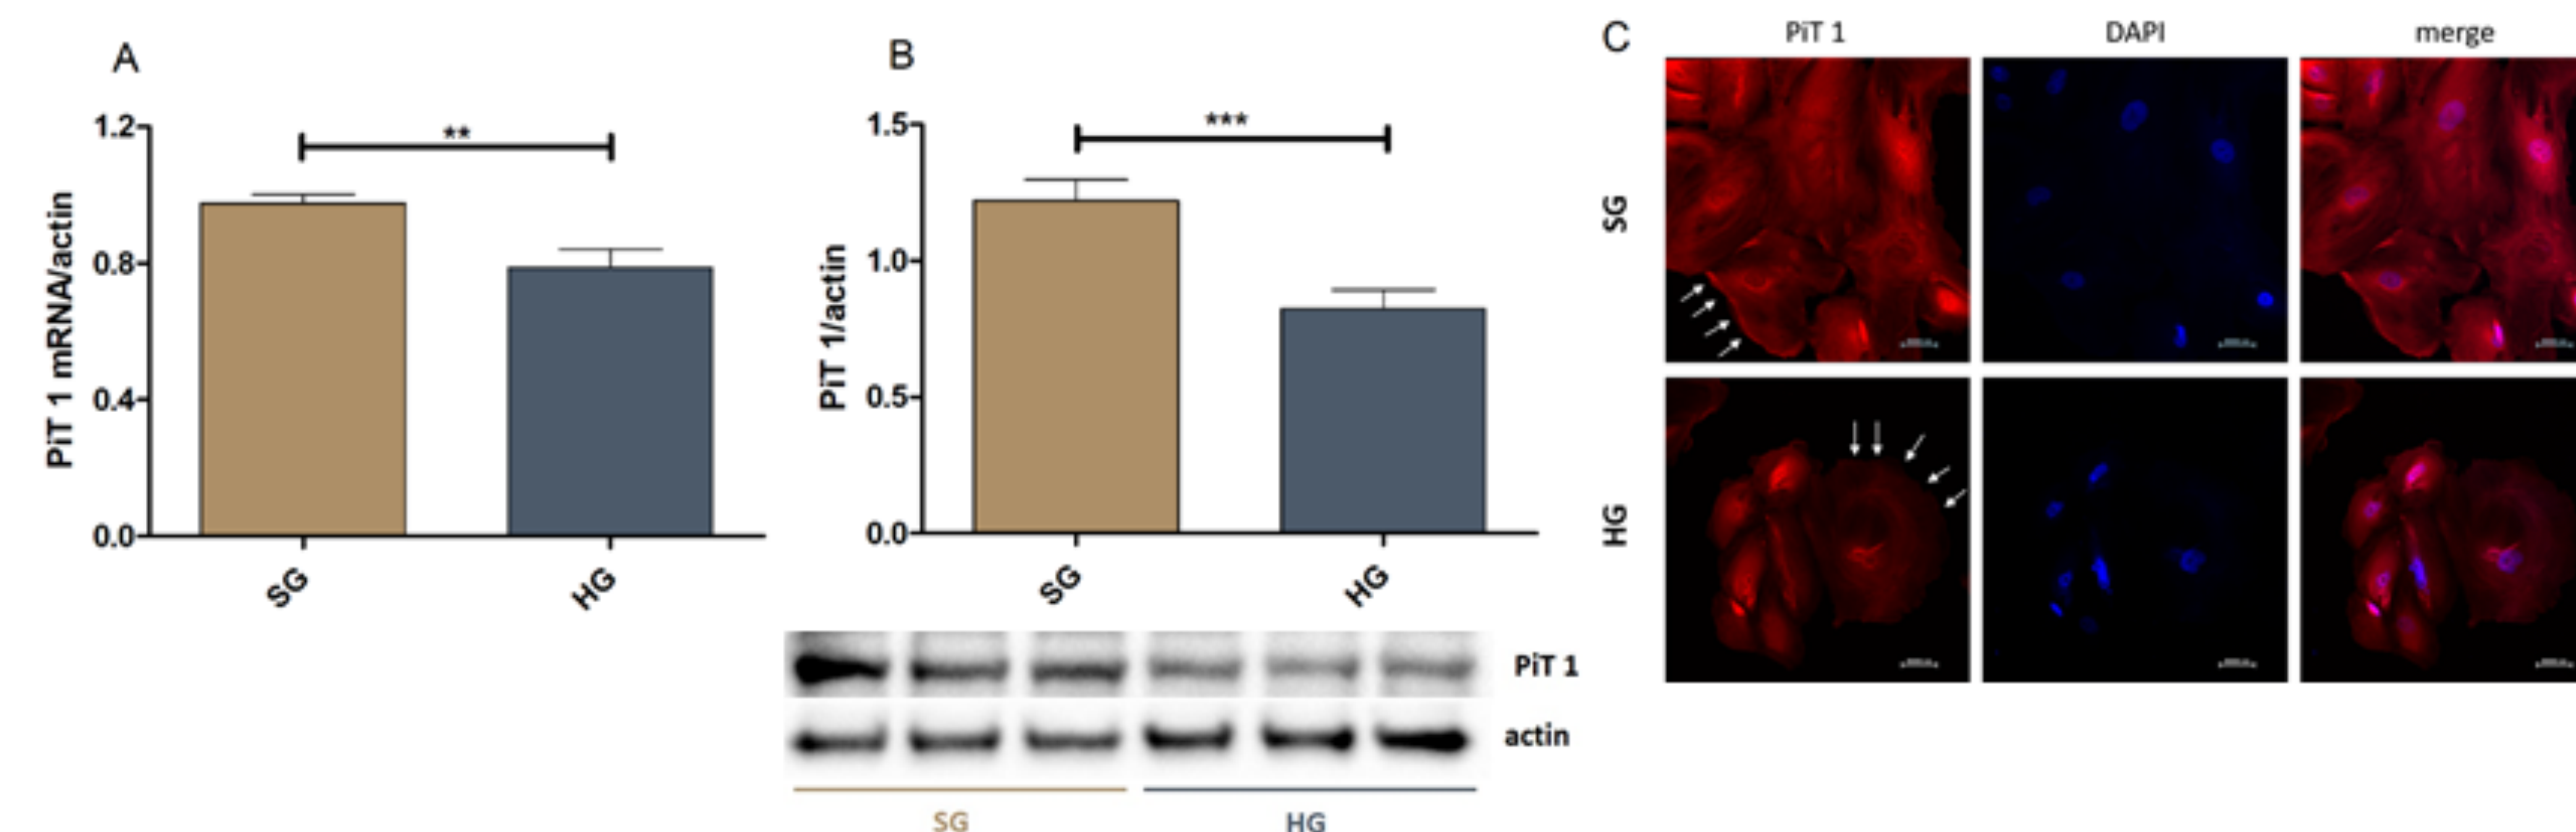 A
PiT 1 mRNA/actin
1.2
0.8
0.4
0.0
**
SG
HG
B
PiT 1/actin
1.5
1.0
0.5
0.0
***
SG
HG
PiT 1
actin
SG
HG
C
PiT 1
DAPI
merge
SG
HG